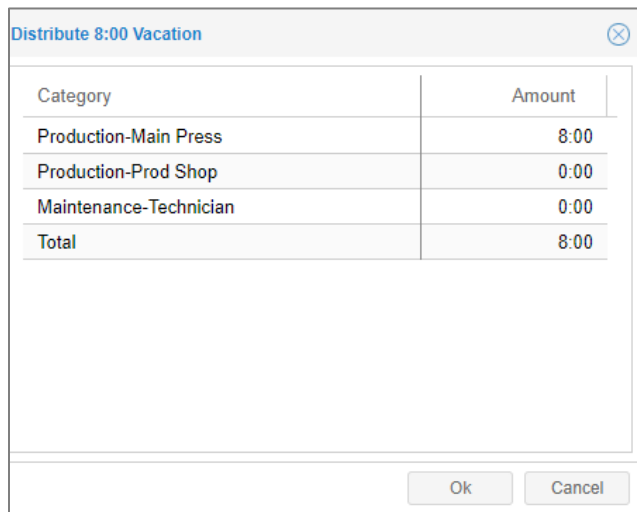 Distribute 8:00 Vacation
Category Amount
Production-Main Press 8:00
Production-Prod Shop 0:00
Maintenance-Technician 0:00
Total 8:00
Ok Cancel